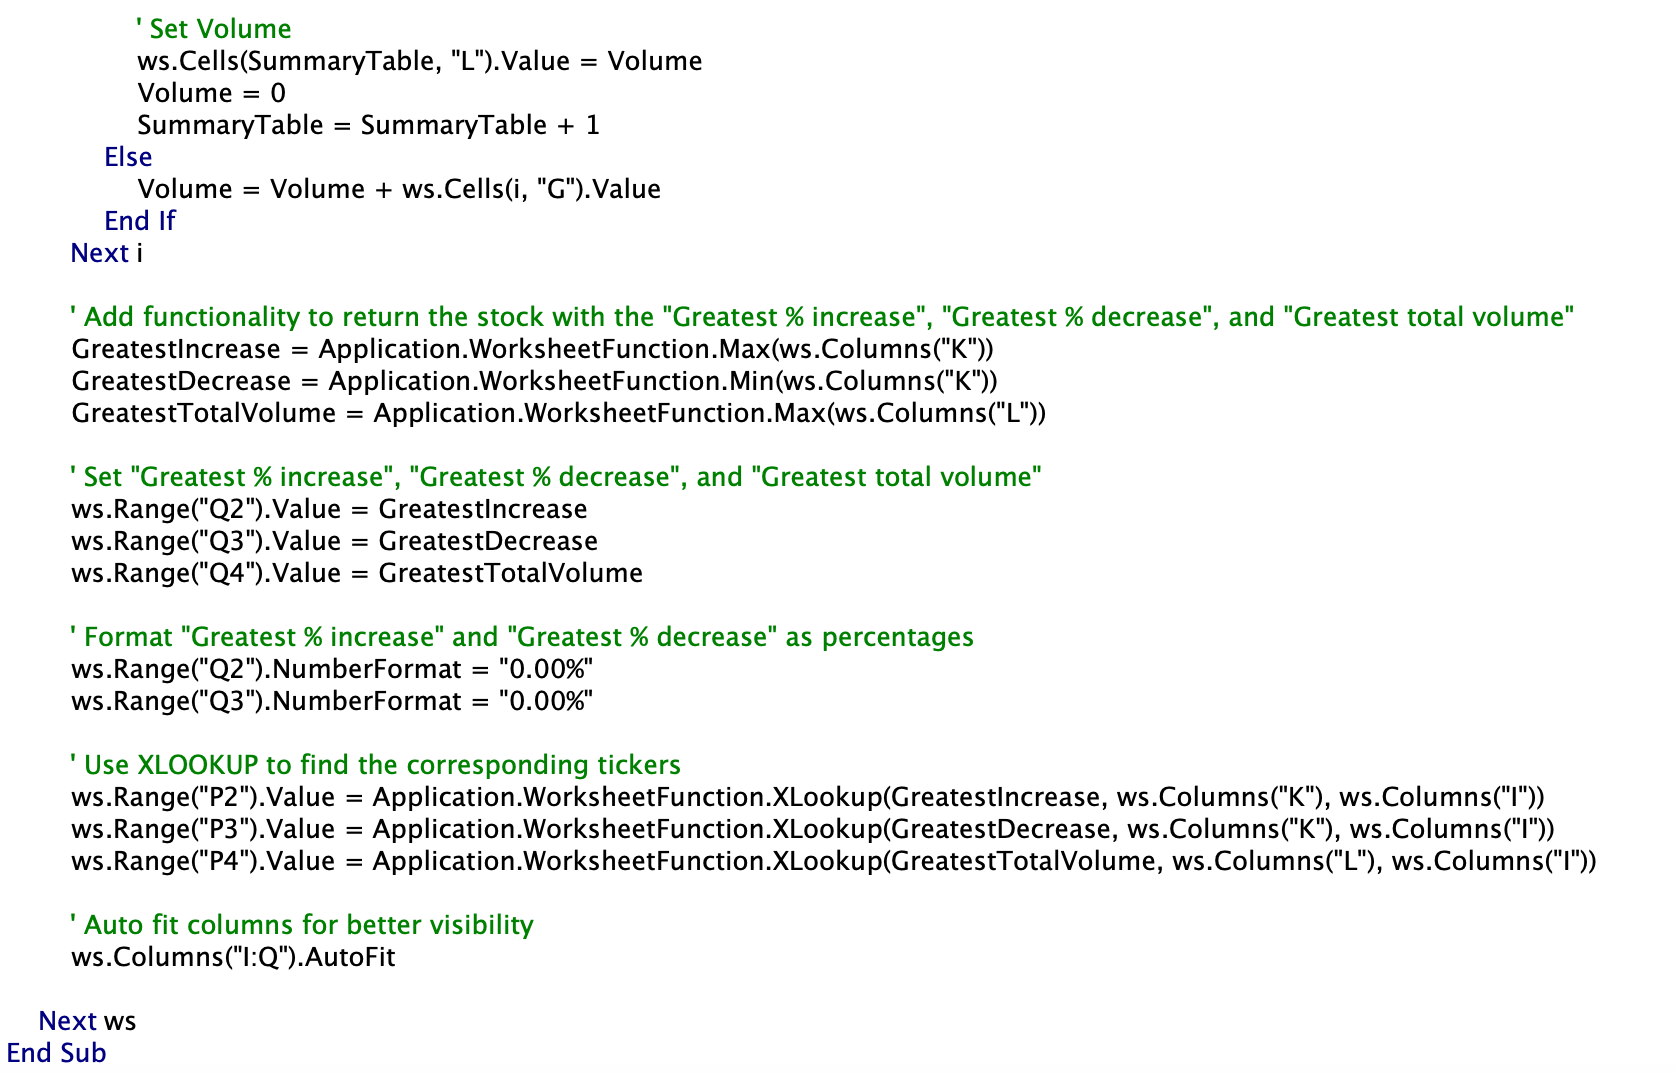 ' Set Volume
ws.Cells(SummaryTable, "L").Value = Volume
Volume = 0
SummaryTable = SummaryTable + 1
Else
Volume = Volume + ws.Cells(i, "G").Value
End If
Next i
' Add functionality to return the stock with the "Greatest % increase", "Greatest % decrease", and "Greatest total volume"
GreatestIncrease = Application.WorksheetFunction.Max(ws.Columns("K"))
GreatestDecrease = Application.WorksheetFunction.Min(ws.Columns("K"))
GreatestTotalVolume = Application.WorksheetFunction.Max(ws.Columns("L"))
' Set "Greatest % increase", "Greatest % decrease", and "Greatest total volume"
ws.Range("Q2").Value = GreatestIncrease
ws.Range("Q3").Value = GreatestDecrease
ws.Range("Q4").Value = GreatestTotalVolume
' Format "Greatest % increase" and "Greatest % decrease" as percentages
ws.Range("Q2").NumberFormat = "0.00%"
ws.Range("Q3").NumberFormat = "0.00%"
' Use XLOOKUP to find the corresponding tickers
ws.Range("P2").Value = Application.WorksheetFunction.XLookup(GreatestIncrease, ws.Columns("K"), ws.Columns("I"))
ws.Range("P3").Value = Application.WorksheetFunction.XLookup(GreatestDecrease, ws.Columns("K"), ws.Columns("I"))
ws.Range("P4").Value = Application.WorksheetFunction.XLookup(GreatestTotalVolume, ws.Columns("L"), ws.Columns("I"))
' Auto fit columns for better visibility
ws.Columns("I:Q").AutoFit
Next ws
End Sub